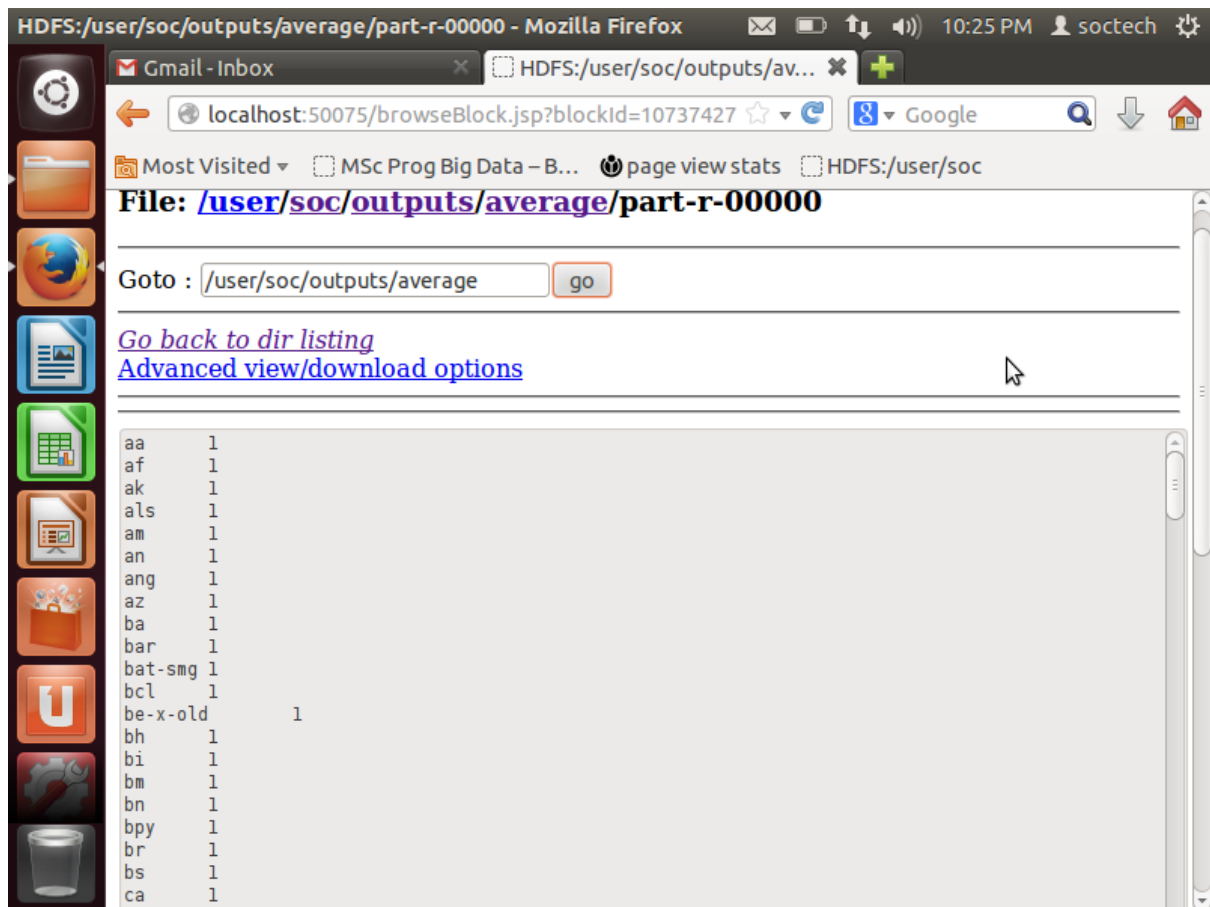 HDFS:/user/soc/outputs/average/part-r-00000 - Mozilla Firefox 10:25 PM soctech
Gmail - Inbox HDFS:/user/soc/outputs/av...
localhost:50075/browseBlock.jsp?blockId=10737427 8 Google
Most Visited MSc Prog Big Data – B... page view stats HDFS:/user/soc
File: /user/soc/outputs/average/part-r-00000
Goto : /user/soc/outputs/average go
Go back to dir listing
Advanced view/download options
aa 1
af 1
ak 1
als 1
am 1
an 1
ang 1
az 1
ba 1
bar 1
bat-smg 1
bcl 1
be-x-old 1
bh 1
bi 1
bm 1
bn 1
bpy 1
br 1
bs 1
ca 1